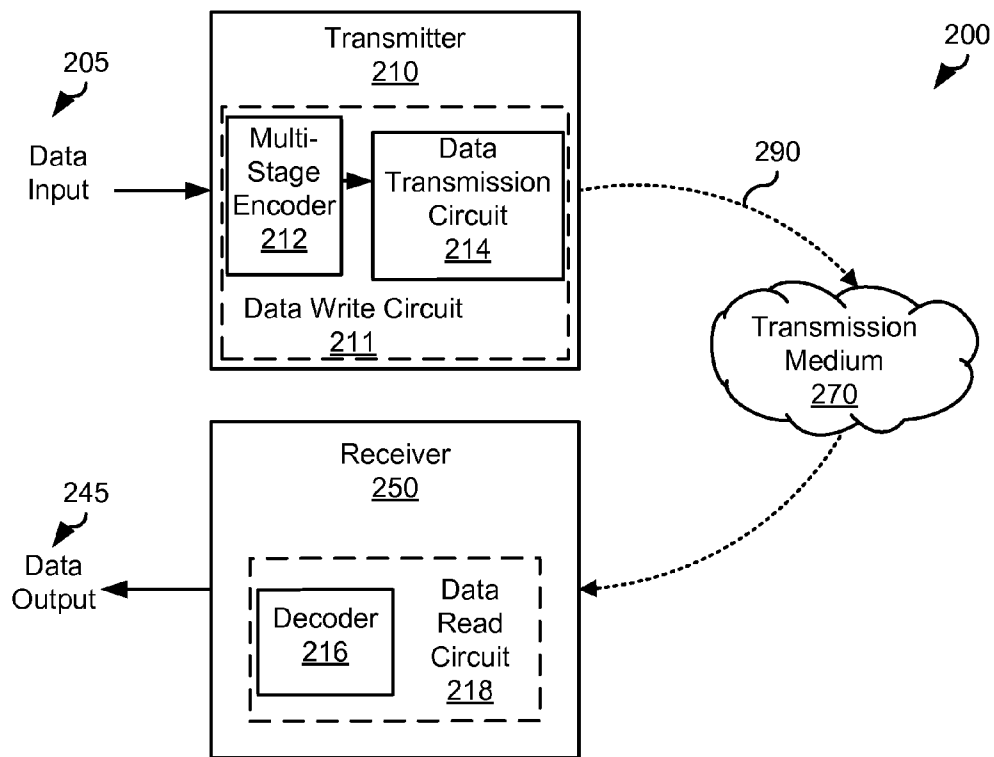 Transmitter
210
200
205
Data
Input
Multi-
Stage
Encoder
212
Data
Transmission
Circuit
214
Data Write Circuit
211
290
Transmission
Medium
270
Receiver
250
245
Data
Output
Decoder
216
Data
Read
Circuit
218